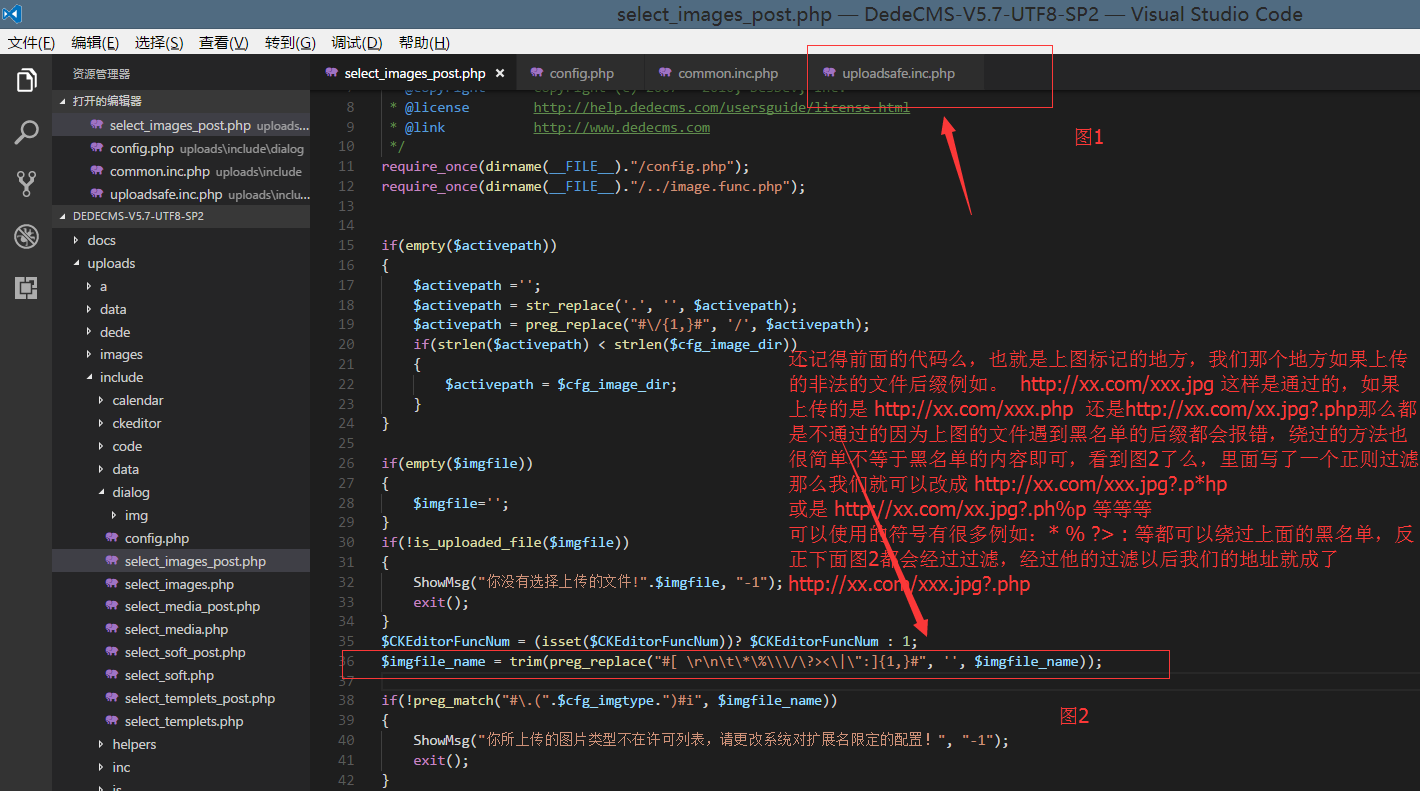 select_images_post.php — DedeCMS-V5.7-UTF8-SP2 — Visual Studio Code
文件(F) 编辑(E) 选择(S) 查看(V) 转到(G) 调试(D) 帮助(H)
资源管理器
打开的编辑器
select_images_post.php uploads...
config.php uploads\include\dialog
common.inc.php uploads\include
uploadsafe.inc.php uploads\inclu...
DEDECMS-V5.7-UTF8-SP2
docs
uploads
a
data
dede
images
include
calendar
ckeditor
code
data
dialog
img
config.php
select_images_post.php
select_images.php
select_media_post.php
select_media.php
select_soft_post.php
select_soft.php
select_templets_post.php
select_templets.php
helpers
inc
js
select_images_post.php × config.php common.inc.php uploadsafe.inc.php
8 * @license http://help.dedecms.com/usersguide/license.html
9 * @link http://www.dedecms.com
10 */
11 require_once(dirname(__FILE__)."/config.php");
12 require_once(dirname(__FILE__)."/../image.func.php");
13
14
15 if(empty($activepath))
16 {
17 $activepath ='';
18 $activepath = str_replace('.', '', $activepath);
19 $activepath = preg_replace("#\/{1,}#", '/', $activepath);
20 if(strlen($activepath) < strlen($cfg_image_dir))
21 {
22 $activepath = $cfg_image_dir;
23 }
24 }
25
26 if(empty($imgfile))
27 {
28 $imgfile='';
29 }
30 if(!is_uploaded_file($imgfile))
31 {
32 ShowMsg("你没有选择上传的文件!".$imgfile, "-1");
33 exit();
34 }
35 $CKEditorFuncNum = (isset($CKEditorFuncNum))? $CKEditorFuncNum : 1;
36 $imgfile_name = trim(preg_replace("#[ \r\n\t\*\%\\\/\?><\|\":]{1,}#", '', $imgfile_name));
37
38 if(!preg_match("#\.(".$cfg_imgtype.")#i", $imgfile_name))
39 {
40 ShowMsg("你所上传的图片类型不在许可列表，请更改系统对扩展名限定的配置！", "-1");
41 exit();
42 }
图1
还记得前面的代码么，也就是上图标记的地方，我们那个地方如果上传
的非法的文件后缀例如。 http://xx.com/xxx.jpg 这样是通过的，如果
上传的是 http://xx.com/xxx.php 还是http://xx.com/xx.jpg?.php那么都
是不通过的因为上图的文件遇到黑名单的后缀都会报错，绕过的方法也
很简单不等于黑名单的内容即可，看到图2了么，里面写了一个正则过滤
那么我们就可以改成 http://xx.com/xxx.jpg?.p*hp
或是 http://xx.com/xx.jpg?.ph%p 等等等
可以使用的符号有很多例如：* % ?> : 等都可以绕过上面的黑名单，反
正下面图2都会经过过滤，经过他的过滤以后我们的地址就成了
http://xx.com/xxx.jpg?.php
图2